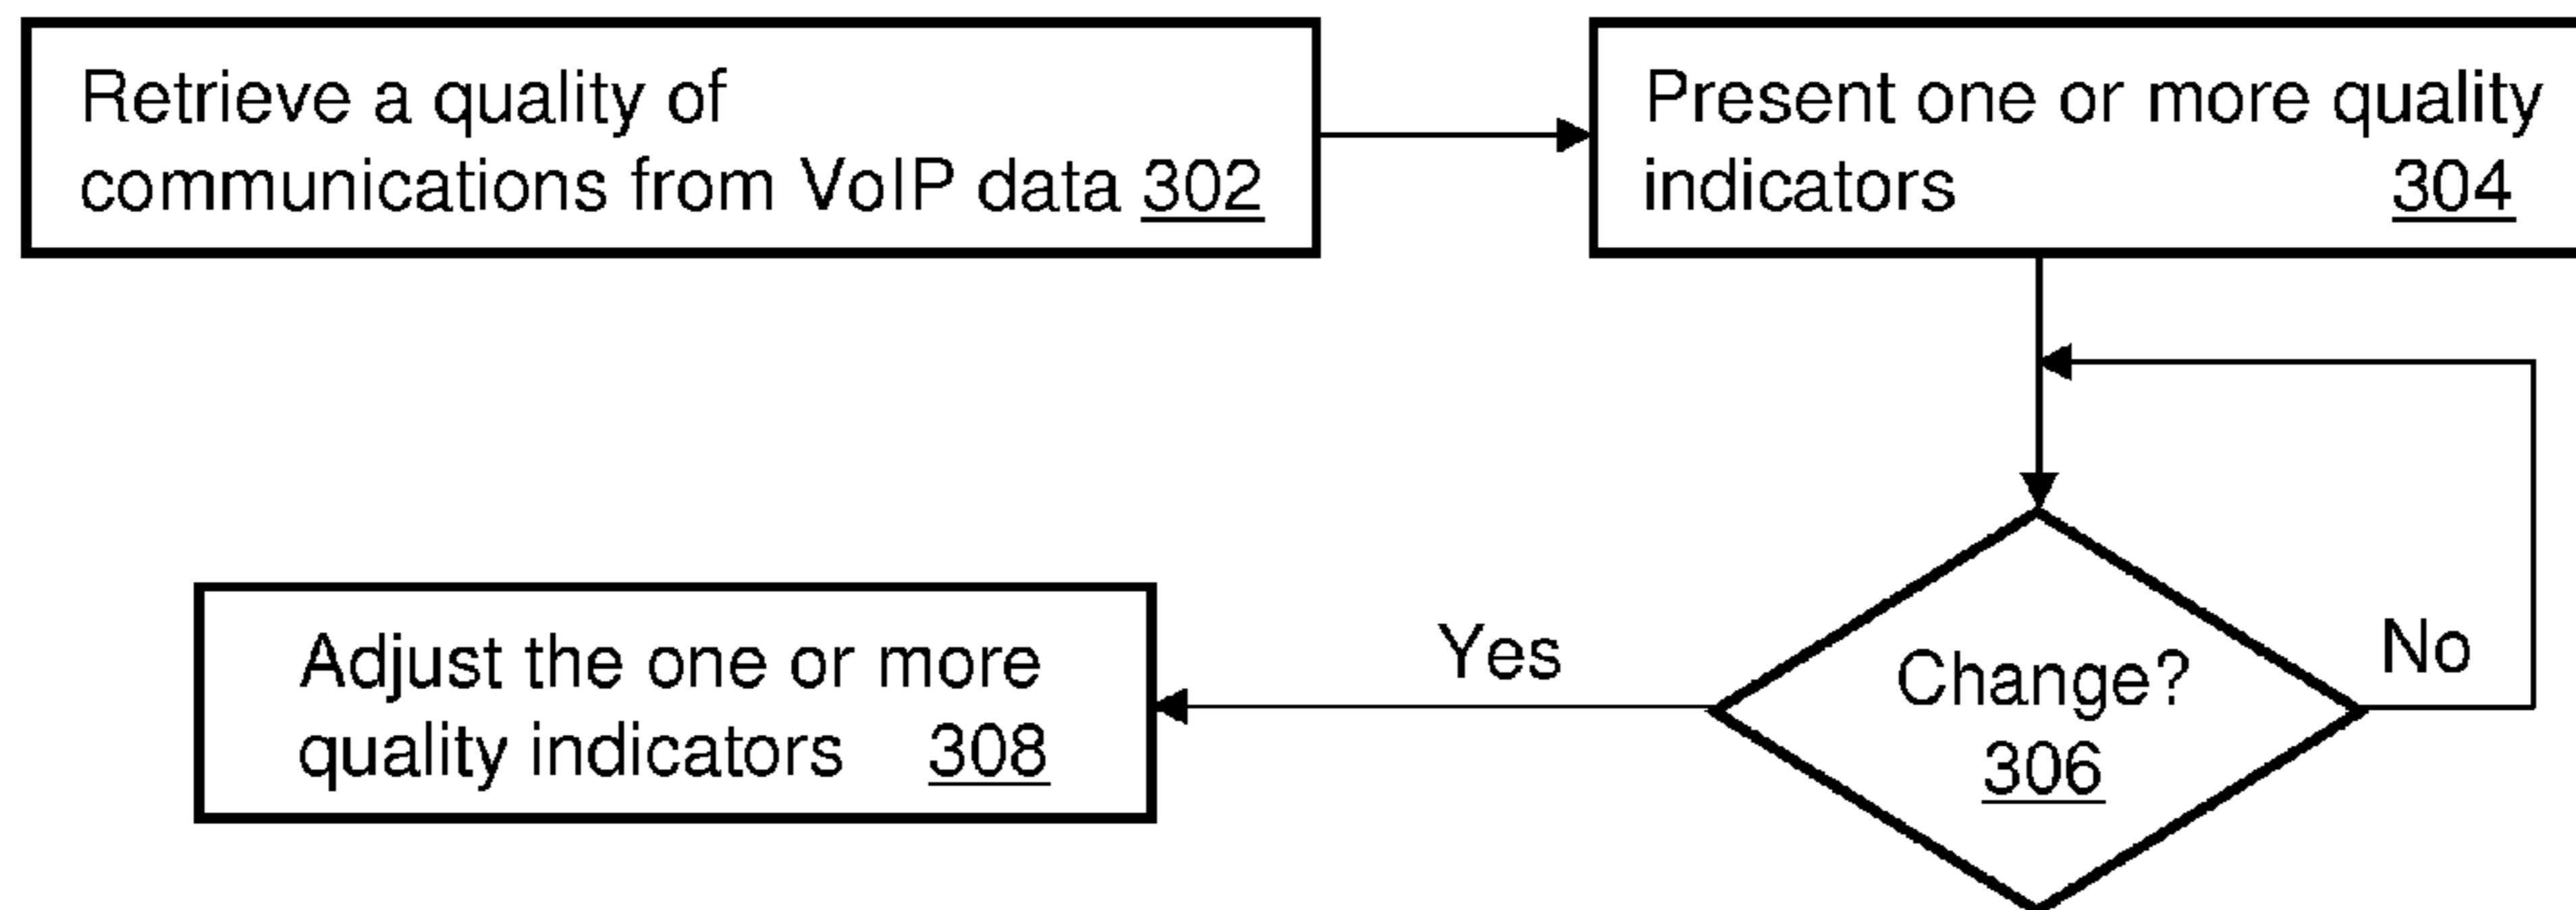 Retrieve a quality of
communications from VoIP data 302
Present one or more quality
indicators 304
Change?
306
No
Yes
Adjust the one or more
quality indicators 308